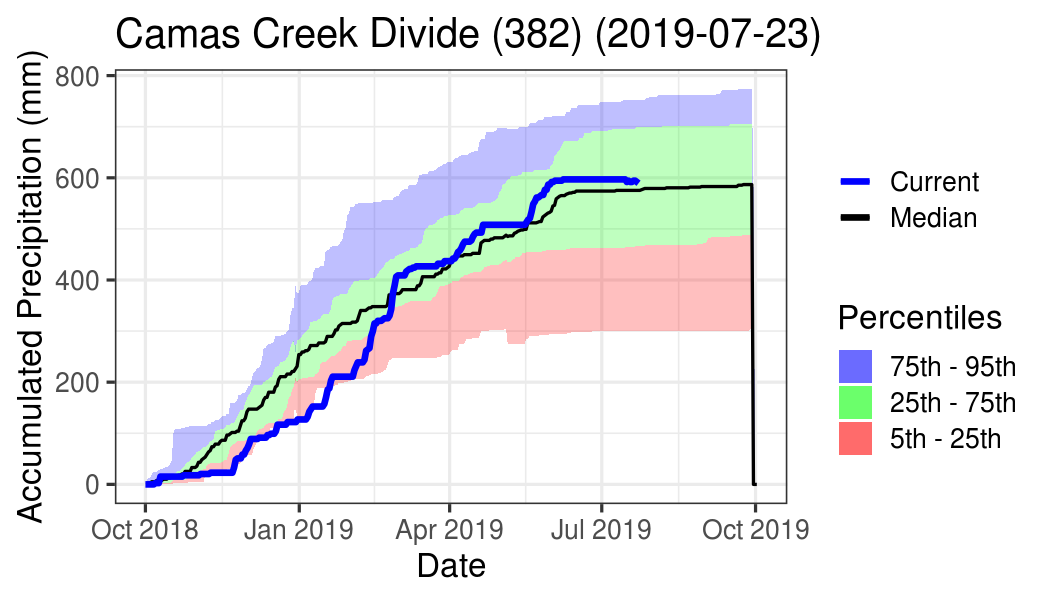 Camas Creek Divide (382) (2019-07-23)
Accumulated Precipitation (mm)
800
600
400
200
0
Oct 2018
Jan 2019
Apr 2019
Jul 2019
Oct 2019
Date
Current
Median
Percentiles
75th - 95th
25th - 75th
5th - 25th